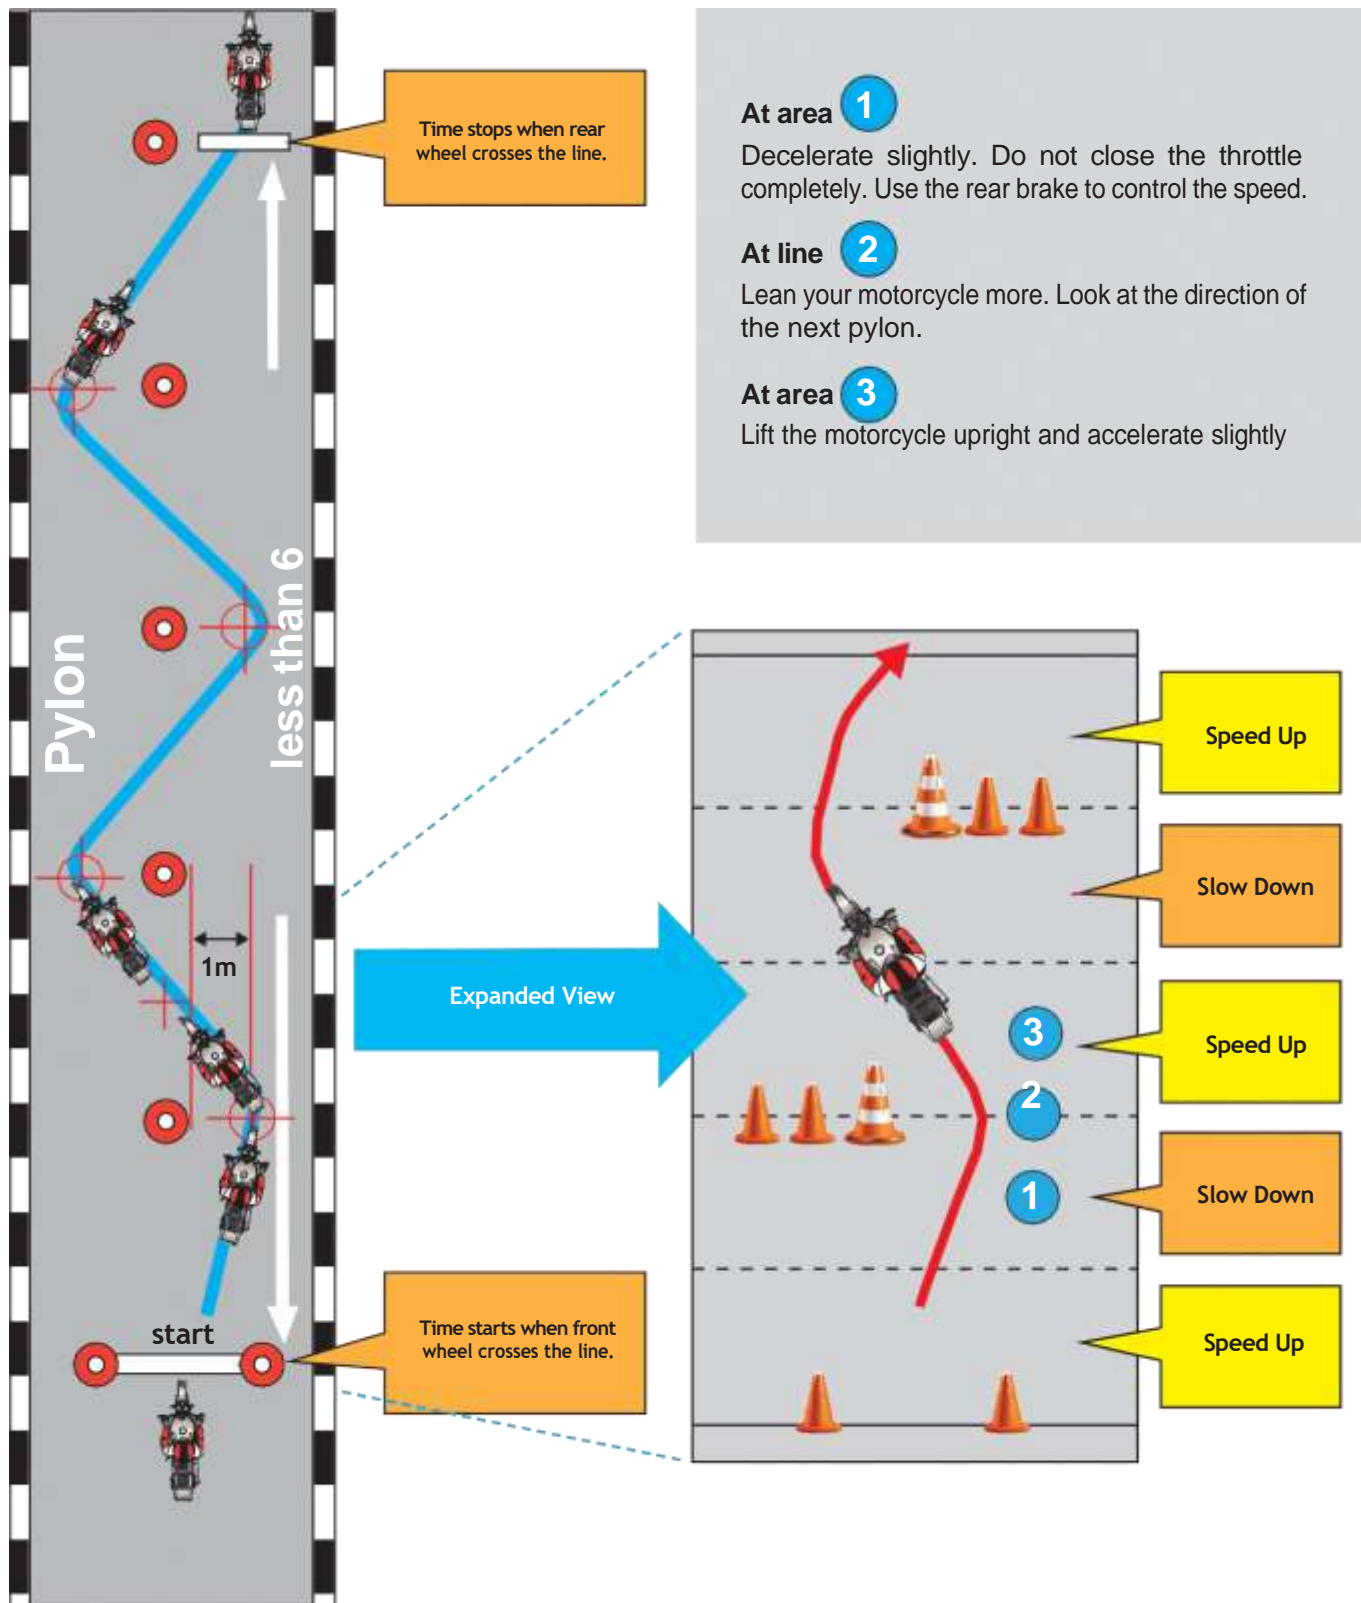 Time stops when rear
wheel crosses the line.
At area 1
Decelerate slightly. Do not close the throttle
completely. Use the rear brake to control the speed.
At line 2
Lean your motorcycle more. Look at the direction of
the next pylon.
At area 3
Lift the motorcycle upright and accelerate slightly
Pylon
less than 6
1m
Expanded View
start
Time starts when front
wheel crosses the line.
Speed Up
Slow Down
3
Speed Up
2
1
Slow Down
Speed Up